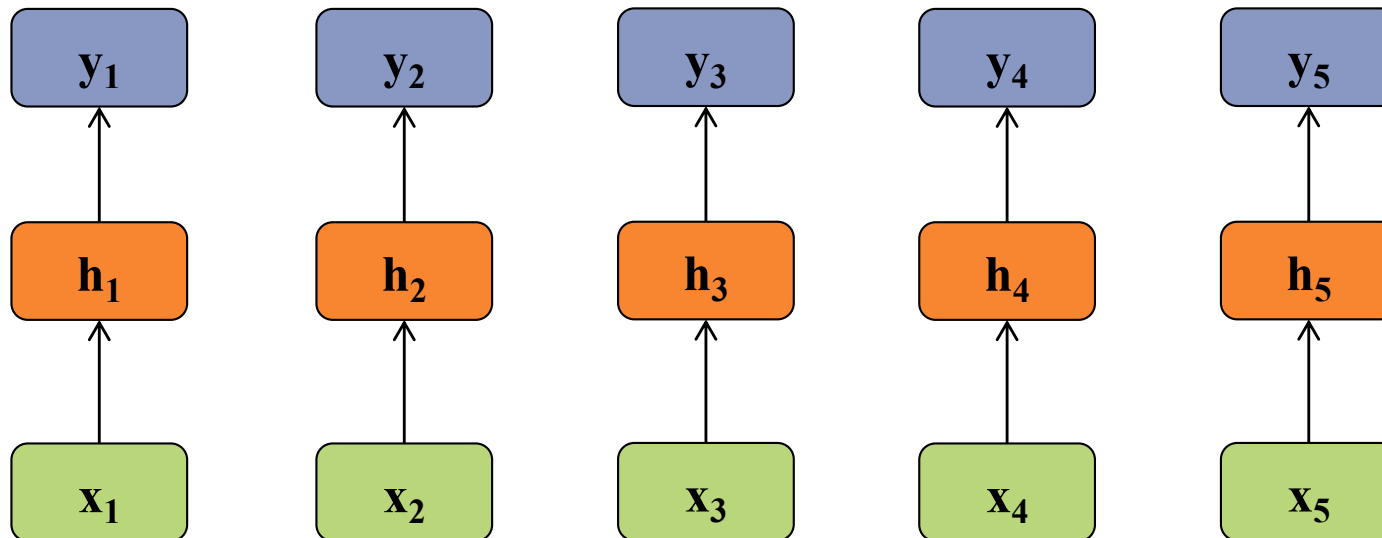 y₁ y₂ y₃ y₄ y₅
h₁ h₂ h₃ h₄ h₅
x₁ x₂ x₃ x₄ x₅